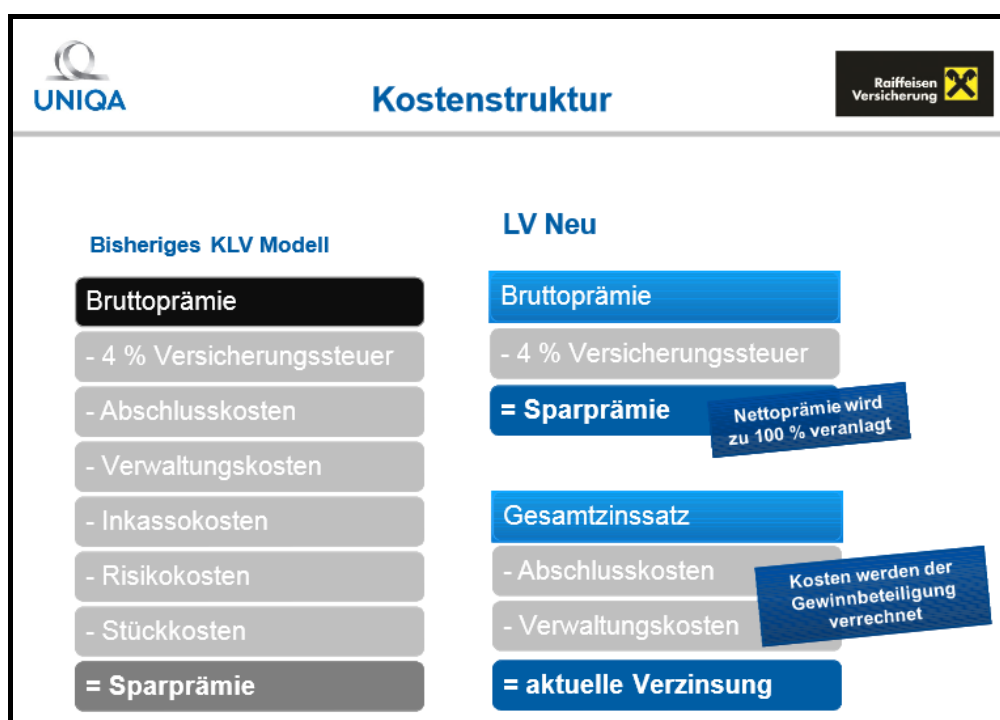 UNIQA
Kostenstruktur
Raiffeisen
Versicherung
Bisheriges KLV Modell
Bruttoprämie
- 4 % Versicherungssteuer
- Abschlusskosten
- Verwaltungskosten
- Inkassokosten
- Risikokosten
- Stückkosten
= Sparprämie
LV Neu
Bruttoprämie
- 4 % Versicherungssteuer
= Sparprämie
Nettoprämie wird
zu 100 % veranlagt
Gesamtzinssatz
- Abschlusskosten
- Verwaltungskosten
Kosten werden der
Gewinnbeteiligung
verrechnet
= aktuelle Verzinsung